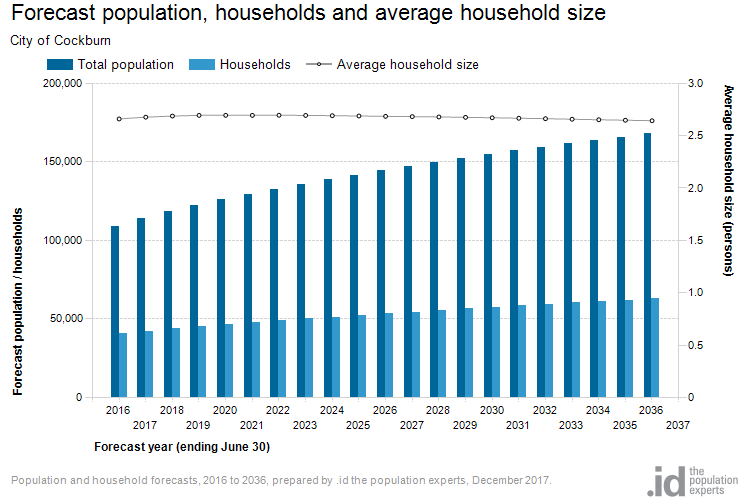 Forecast population, households and average household size
City of Cockburn
Total population Households Average household size
200,000 3.0
2.5
150,000
2.0
100,000 1.5
1.0
50,000
0.5
0 0
Forecast population / households
Average household size (persons)
2016 2018 2020 2022 2024 2026 2028 2030 2032 2034 2036
2017 2019 2021 2023 2025 2027 2029 2031 2033 2035 2037
Forecast year (ending June 30)
Population and household forecasts, 2016 to 2036, prepared by .id the population experts, December 2017.
.id the population experts